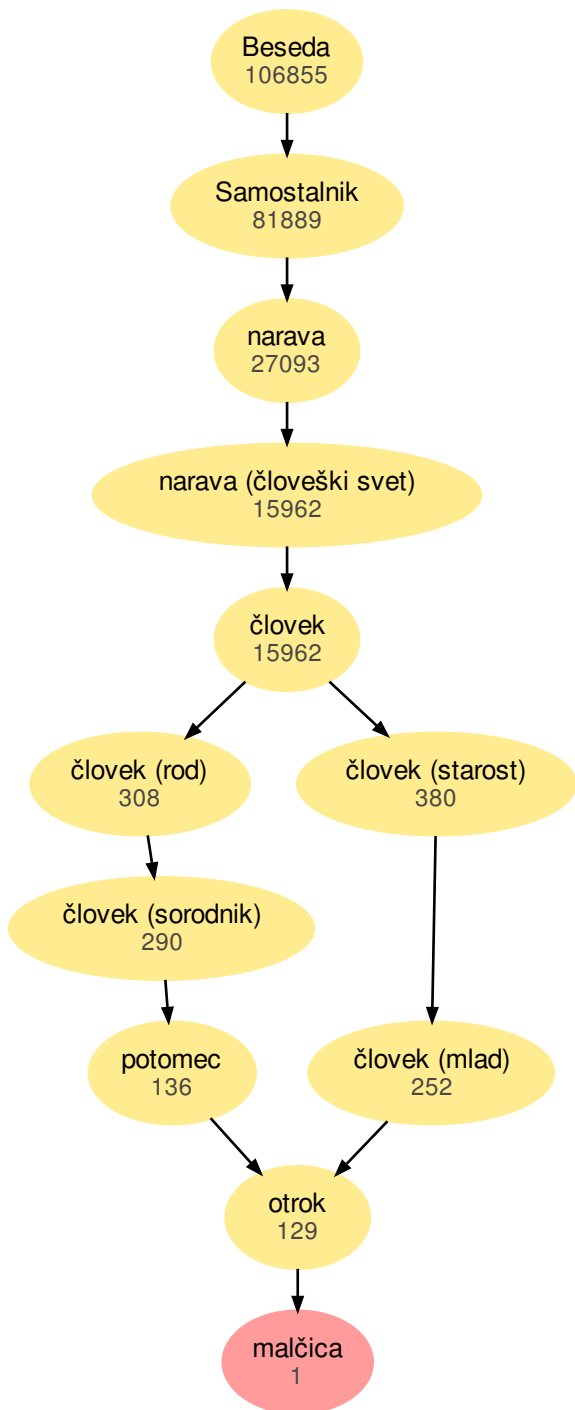 Beseda
106855
Samostalnik
81889
narava
27093
narava (človeški svet)
15962
človek
15962
človek (rod)
308
človek (starost)
380
človek (sorodnik)
290
potomec
136
človek (mlad)
252
otrok
129
malčica
1